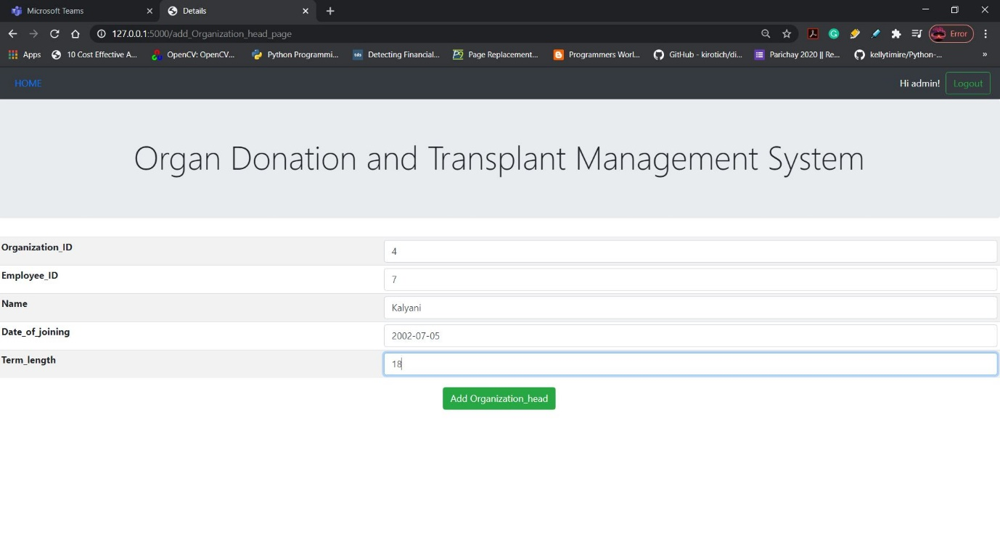 Microsoft Teams
Details
127.0.0.1:5000/add_Organization_head_page
Error
Apps
10 Cost Effective A...
OpenCV: OpenCV...
Python Programmi...
tds
Detecting Financial...
Page Replacement...
Programmers Worl...
GitHub - kirotich/di...
Parichay 2020 || Re...
kellytimire/Python-...
»
HOME
Hi admin!
Logout
Organ Donation and Transplant Management System
Organization_ID
4
Employee_ID
7
Name
Kalyani
Date_of_joining
2002-07-05
Term_length
18
Add Organization_head